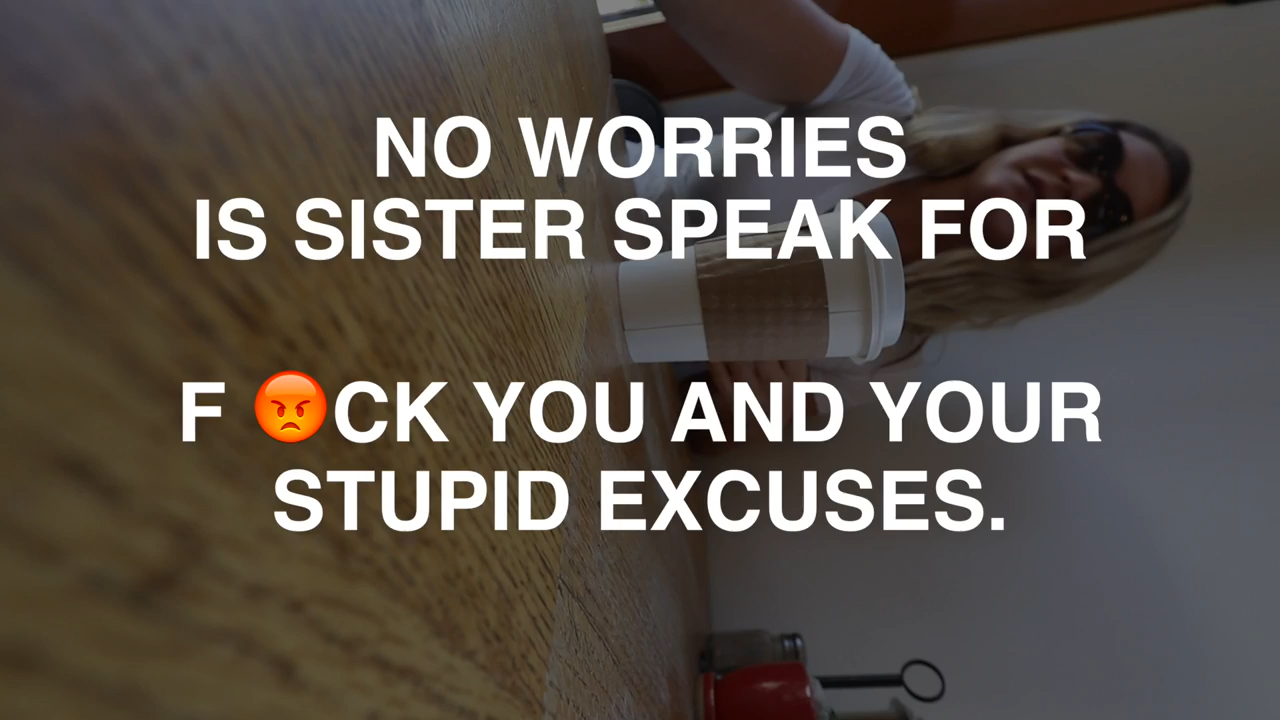 NO WORRIES
IS SISTER SPEAK FOR
F 😡CK YOU AND YOUR
STUPID EXCUSES.